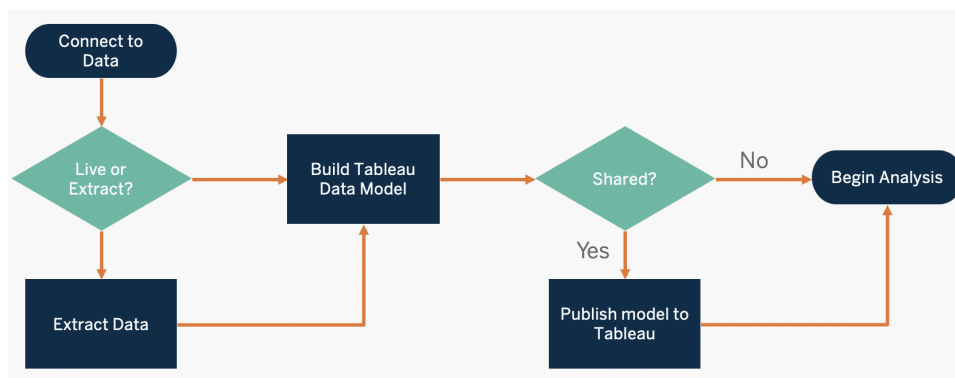 Connect to
Data
Live or
Extract?
Extract Data
Build Tableau
Data Model
Shared?
No
Yes
Publish model to
Tableau
Begin Analysis